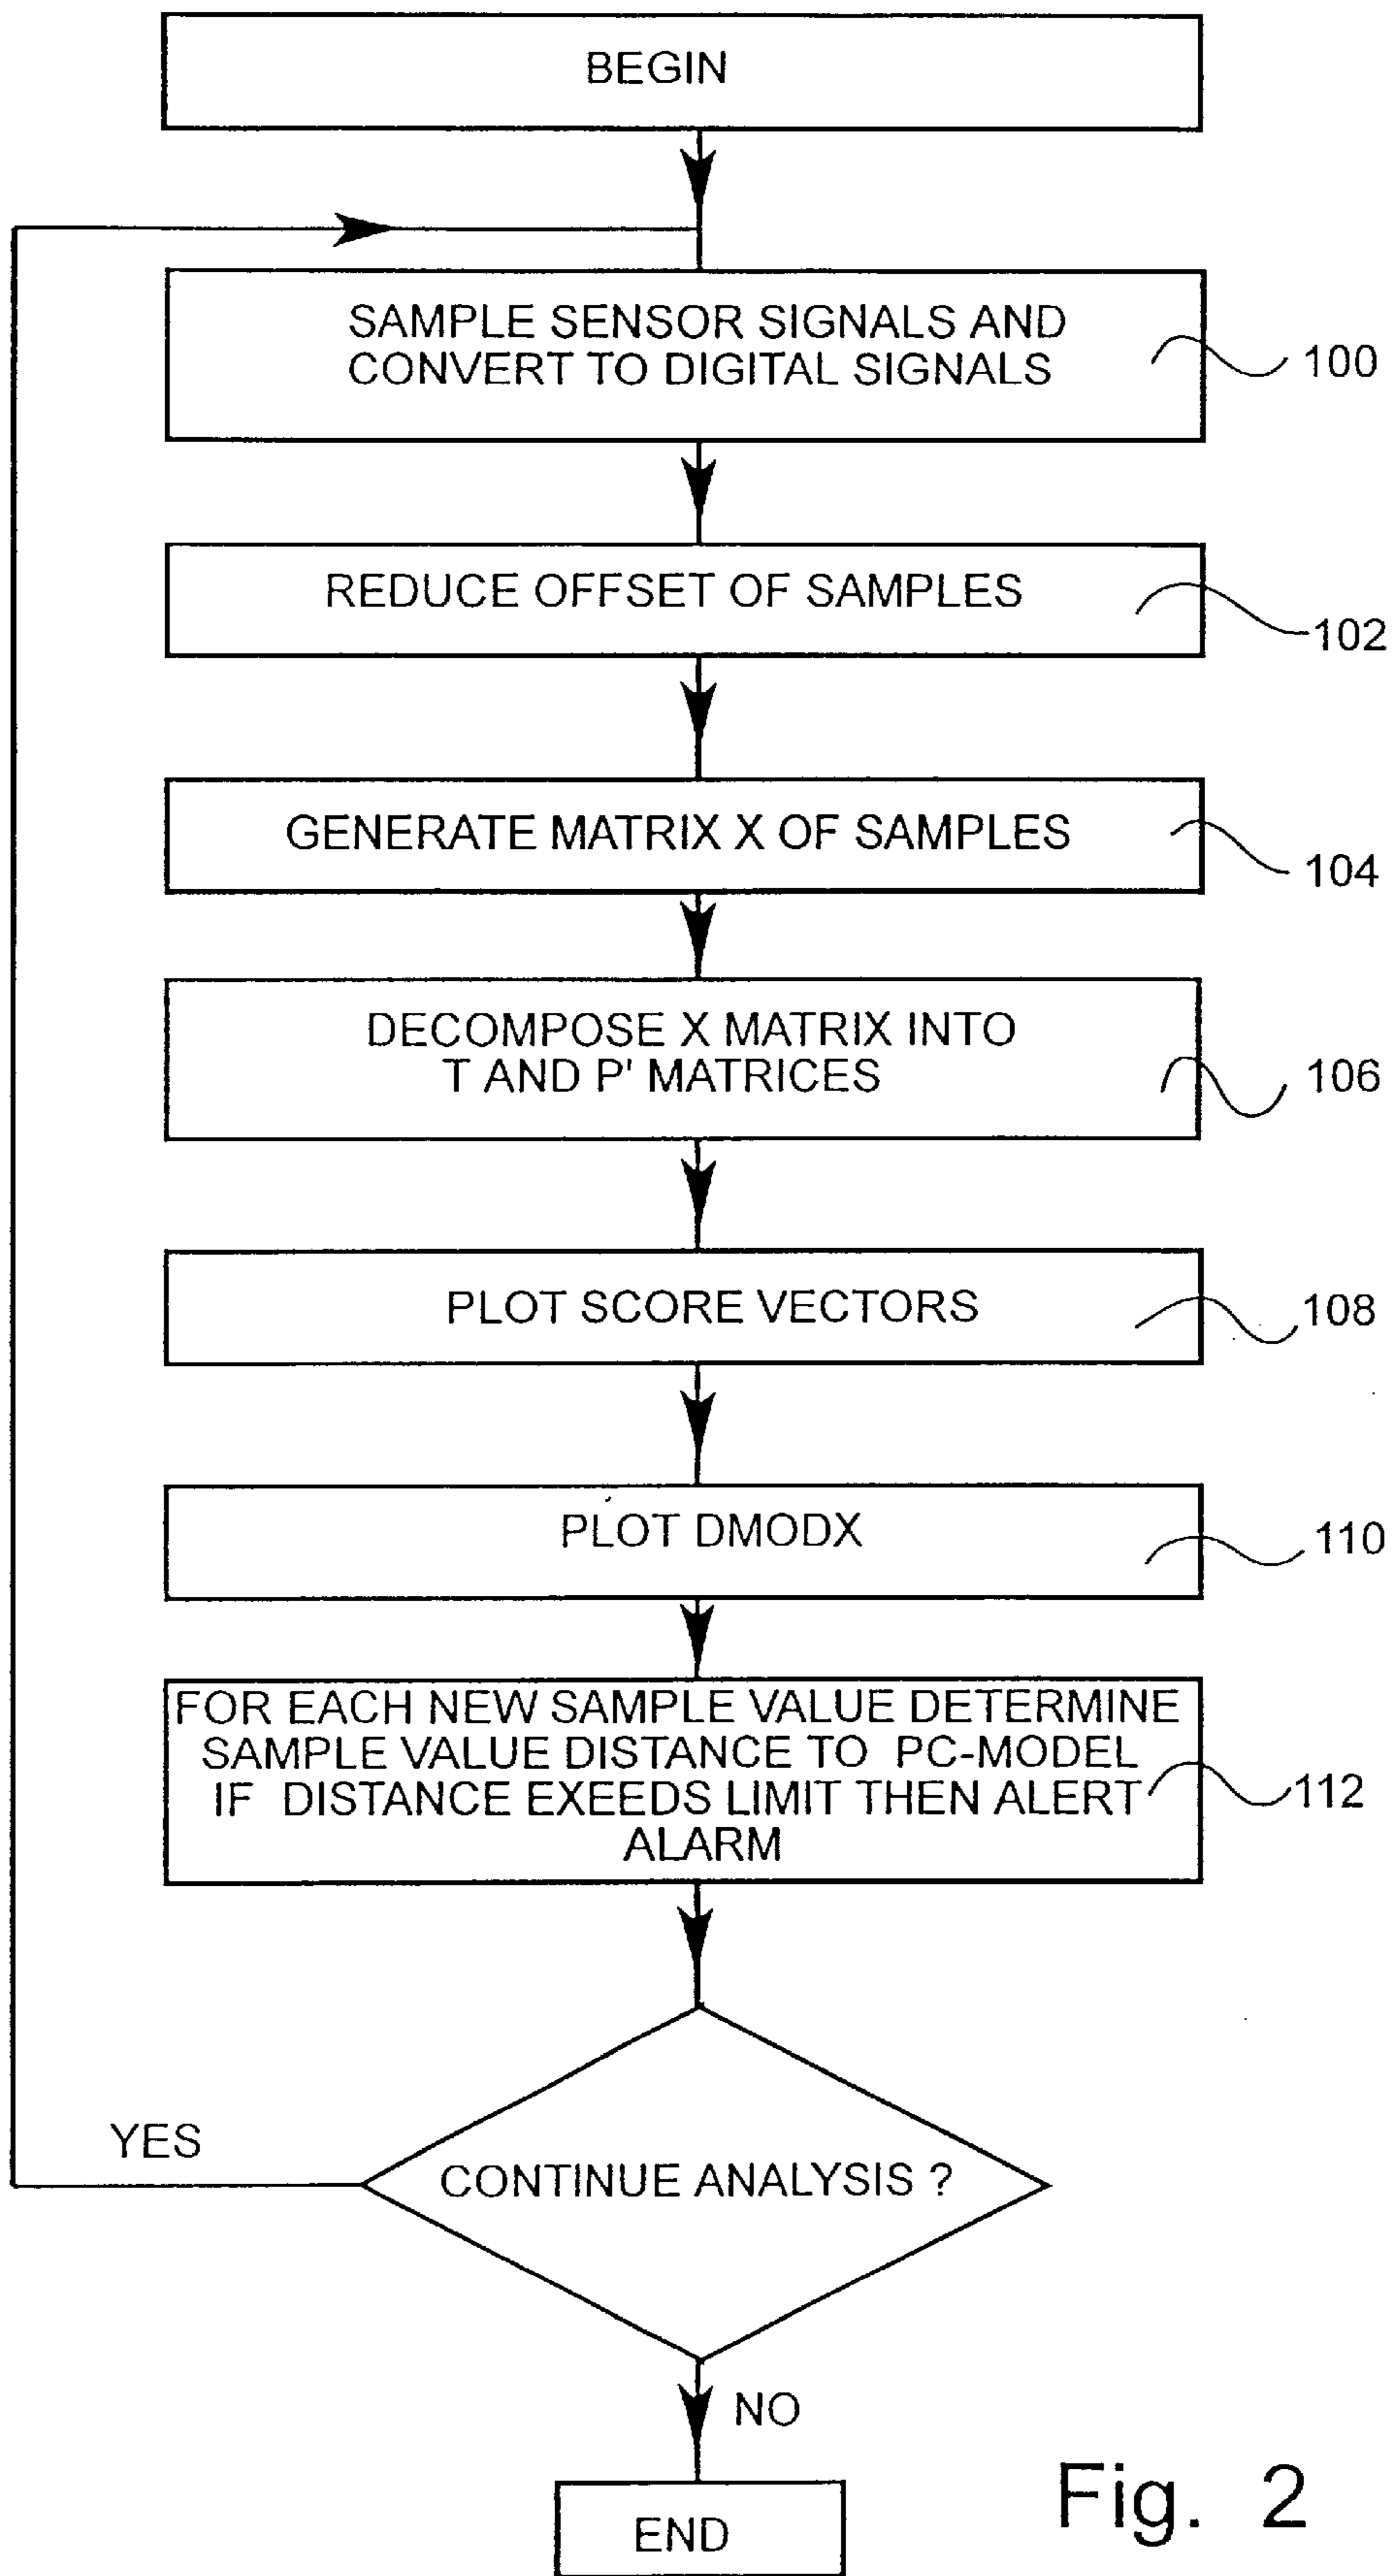 BEGIN
SAMPLE SENSOR SIGNALS AND
CONVERT TO DIGITAL SIGNALS
100
REDUCE OFFSET OF SAMPLES
102
GENERATE MATRIX X OF SAMPLES
104
DECOMPOSE X MATRIX INTO
T AND P' MATRICES
106
PLOT SCORE VECTORS
108
PLOT DMODX
110
FOR EACH NEW SAMPLE VALUE DETERMINE
SAMPLE VALUE DISTANCE TO PC-MODEL
IF DISTANCE EXEEDS LIMIT THEN ALERT
ALARM
112
YES
CONTINUE ANALYSIS ?
NO
END
Fig. 2